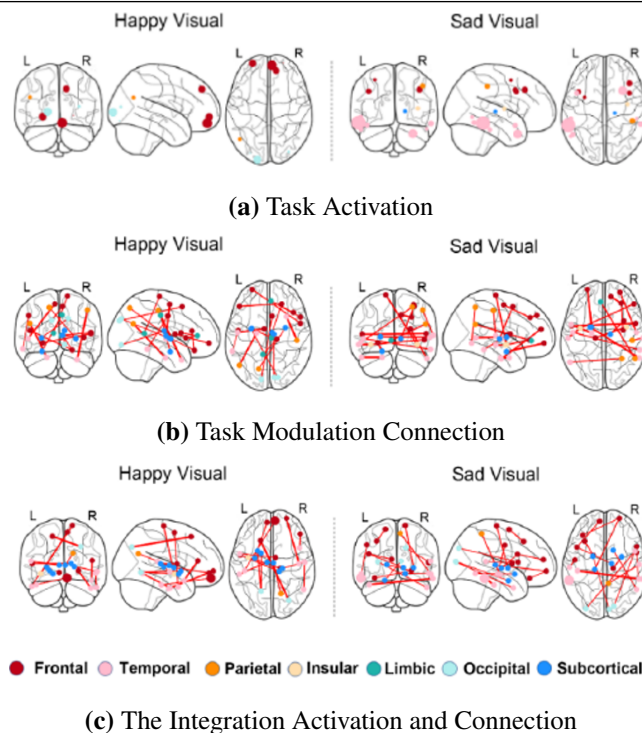 Happy Visual Sad Visual
L R L R
(a) Task Activation
Happy Visual Sad Visual
L R L R
(b) Task Modulation Connection
Happy Visual Sad Visual
L R L R
Frontal Temporal Parietal Insular Limbic Occipital Subcortical
(c) The Integration Activation and Connection